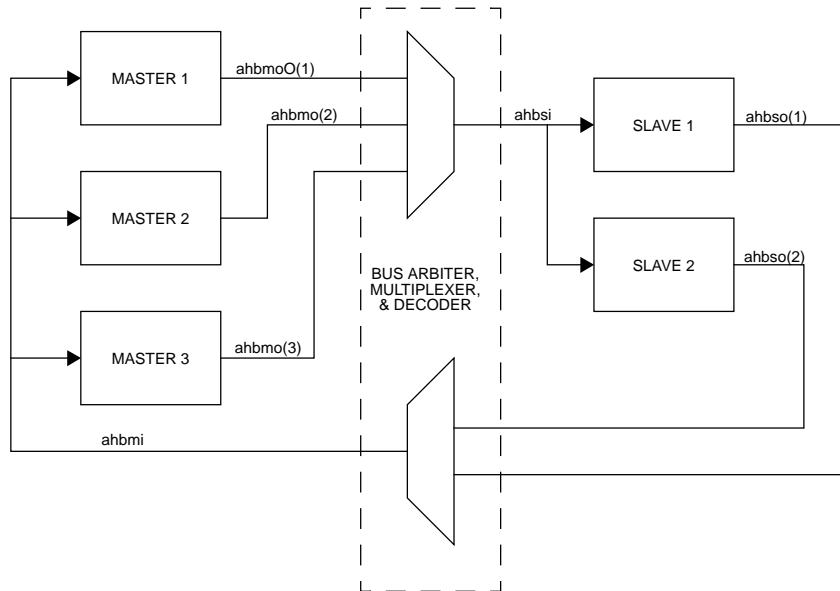 MASTER 1
ahbmoO(1)
ahbmo(2)
ahbsi
SLAVE 1
ahbso(1)
MASTER 2
SLAVE 2
ahbso(2)
BUS ARBITER,
MULTIPLEXER,
& DECODER
MASTER 3
ahbmo(3)
ahbmi